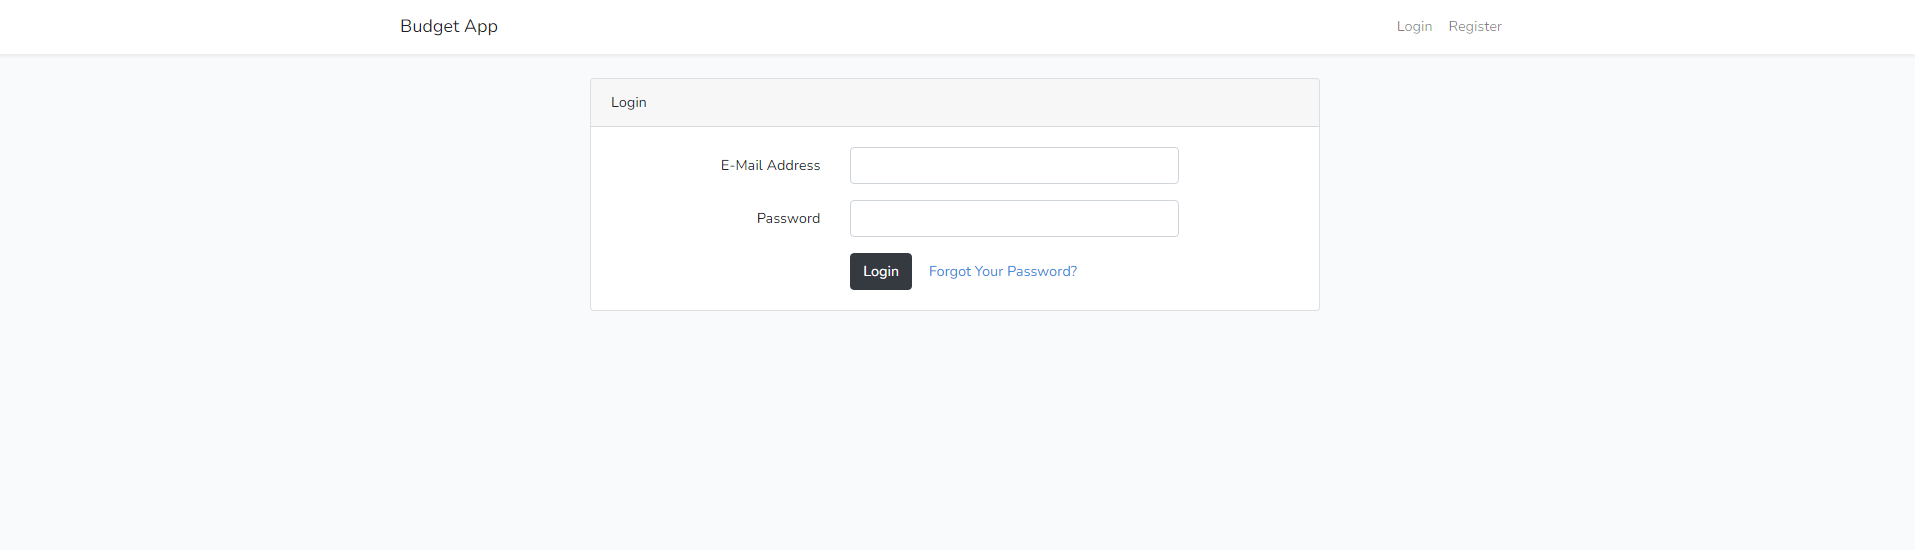 Budget App Login Register
Login
E-Mail Address
Password
Login Forgot Your Password?